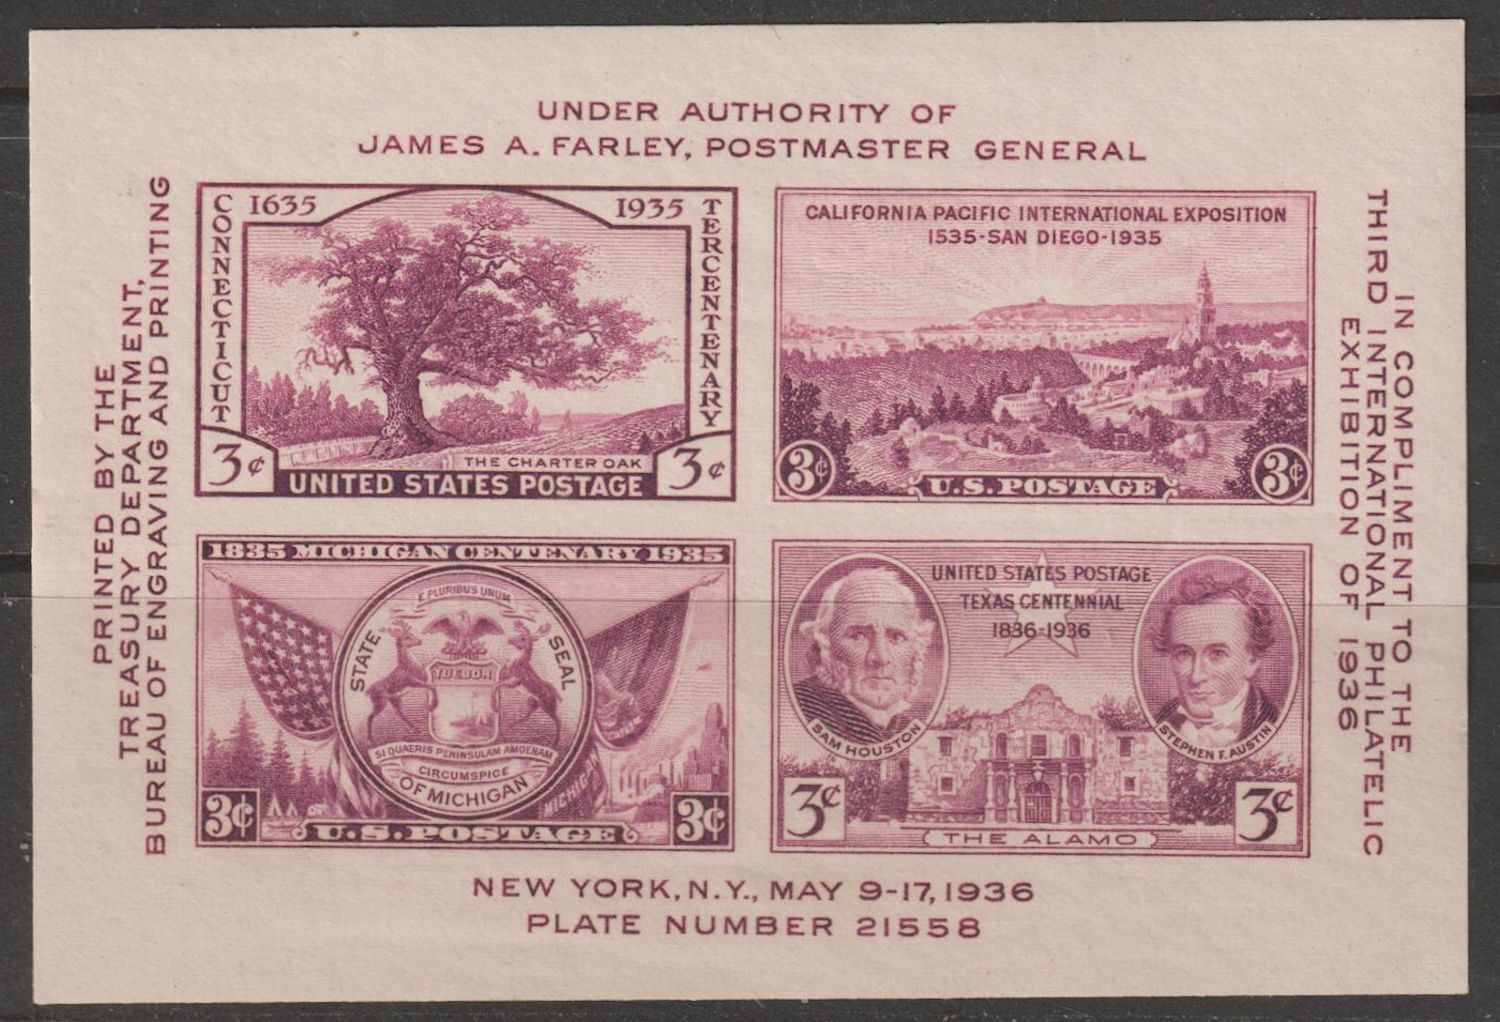 UNDER AUTHORITY OF
JAMES A. FARLEY, POSTMASTER GENERAL
PRINTED BY THE
TREASURY DEPARTMENT,
BUREAU OF ENGRAVING AND PRINTING
CONNECTICUT
1635
1935
TERCENTENARY
3¢
THE CHARTER OAK
3¢
UNITED STATES POSTAGE
CALIFORNIA PACIFIC INTERNATIONAL EXPOSITION
1535-SAN DIEGO-1935
3¢
U.S. POSTAGE
3¢
1835 MICHIGAN CENTENARY 1935
E PLURIBUS UNUM
STATE SEAL
TUEBOR
SI QUAERIS PENINSULAM AMOENAM
CIRCUMSPICE
OF MICHIGAN
MICHIGAN
3¢
U.S. POSTAGE
3¢
UNITED STATES POSTAGE
TEXAS CENTENNIAL
1836-1936
SAM HOUSTON
STEPHEN F. AUSTIN
3¢
THE ALAMO
3¢
IN COMPLIMENT TO THE
THIRD INTERNATIONAL PHILATELIC
EXHIBITION OF 1936
NEW YORK, N.Y., MAY 9-17, 1936
PLATE NUMBER 21558